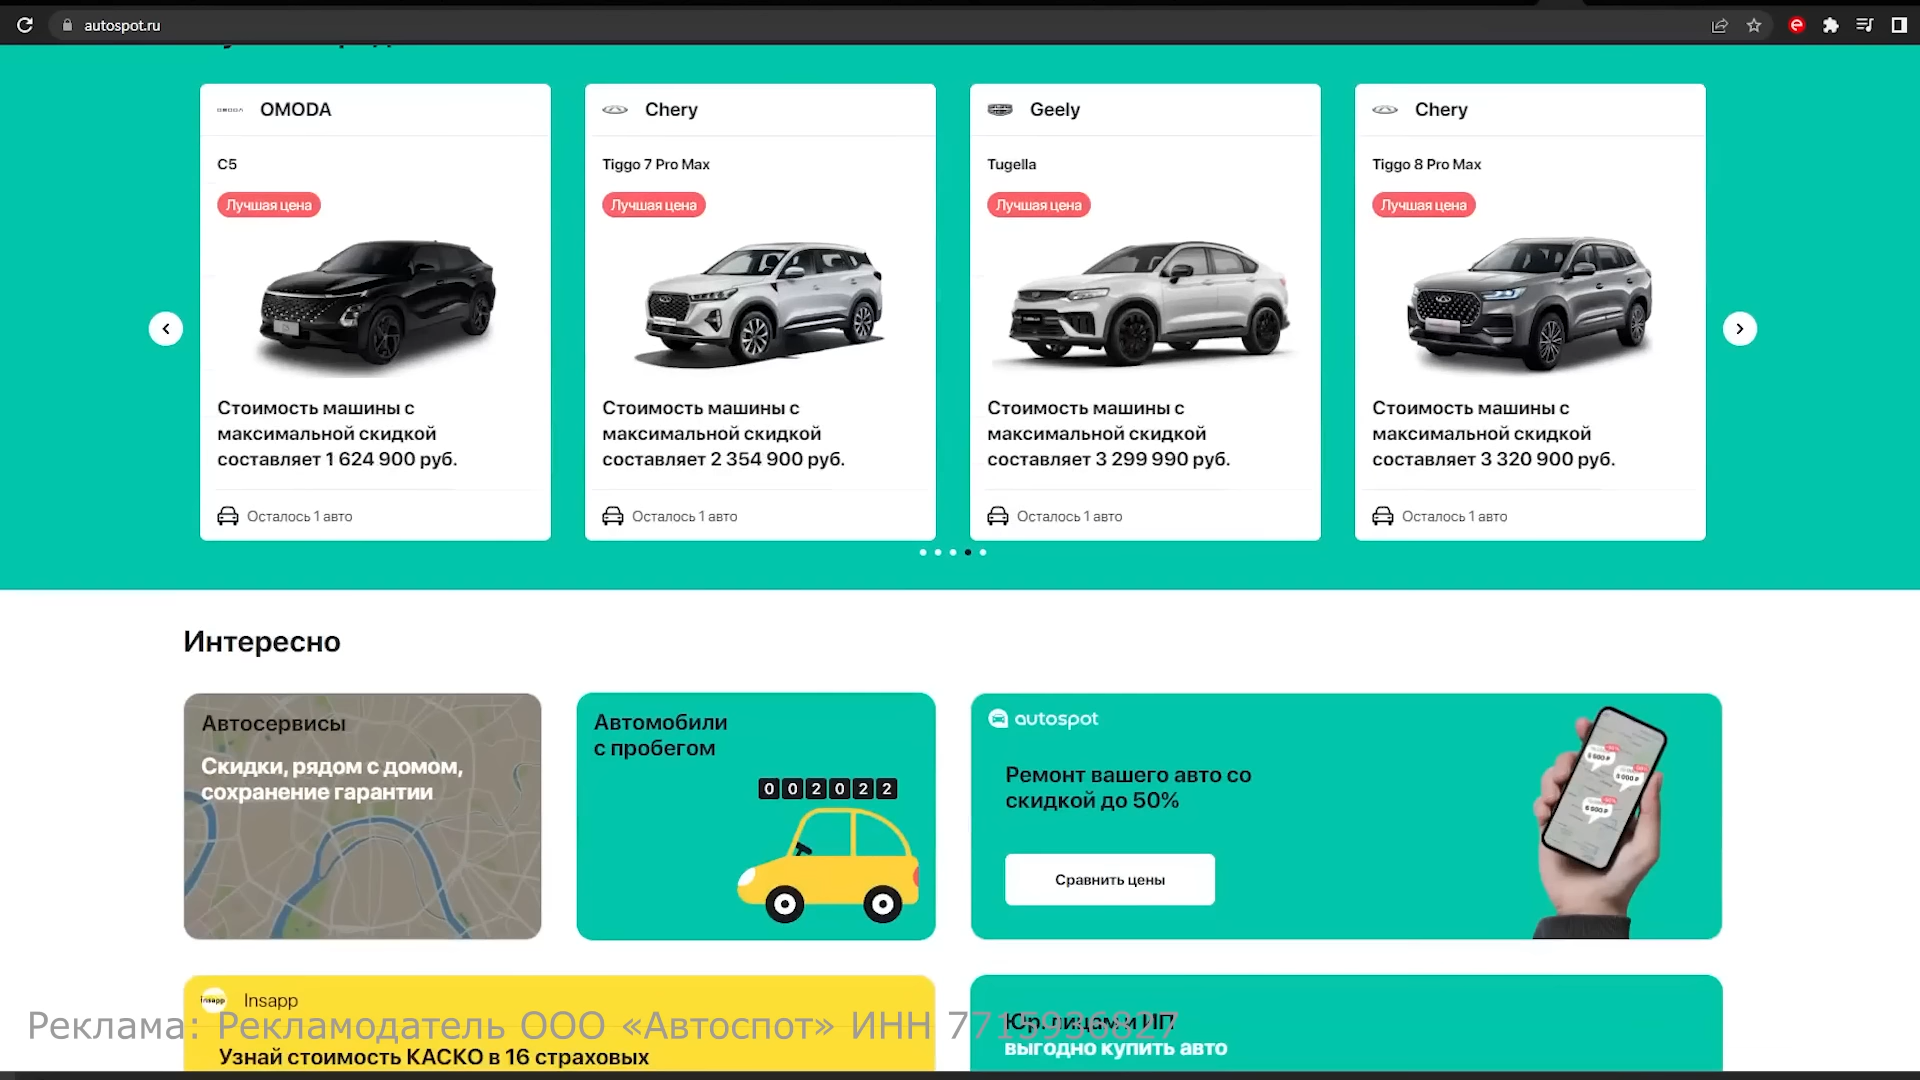 autospot.ru
OMODA
C5
Лучшая цена
Стоимость машины с
максимальной скидкой
составляет 1 624 900 руб.
Осталось 1 авто
Chery
Tiggo 7 Pro Max
Лучшая цена
Стоимость машины с
максимальной скидкой
составляет 2 354 900 руб.
Осталось 1 авто
Geely
Tugella
Лучшая цена
Стоимость машины с
максимальной скидкой
составляет 3 299 990 руб.
Осталось 1 авто
Chery
Tiggo 8 Pro Max
Лучшая цена
Стоимость машины с
максимальной скидкой
составляет 3 320 900 руб.
Осталось 1 авто
Интересно
Автосервисы
Скидки, рядом с домом,
сохранение гарантии
Автомобили
с пробегом
002022
autospot
Ремонт вашего авто со
скидкой до 50%
Сравнить цены
insapp Insapp
Узнай стоимость КАСКО в 16 страховых
Юр. лицам и ИП
выгодно купить авто
Реклама: Рекламодатель ООО «Автоспот» ИНН 7715936827